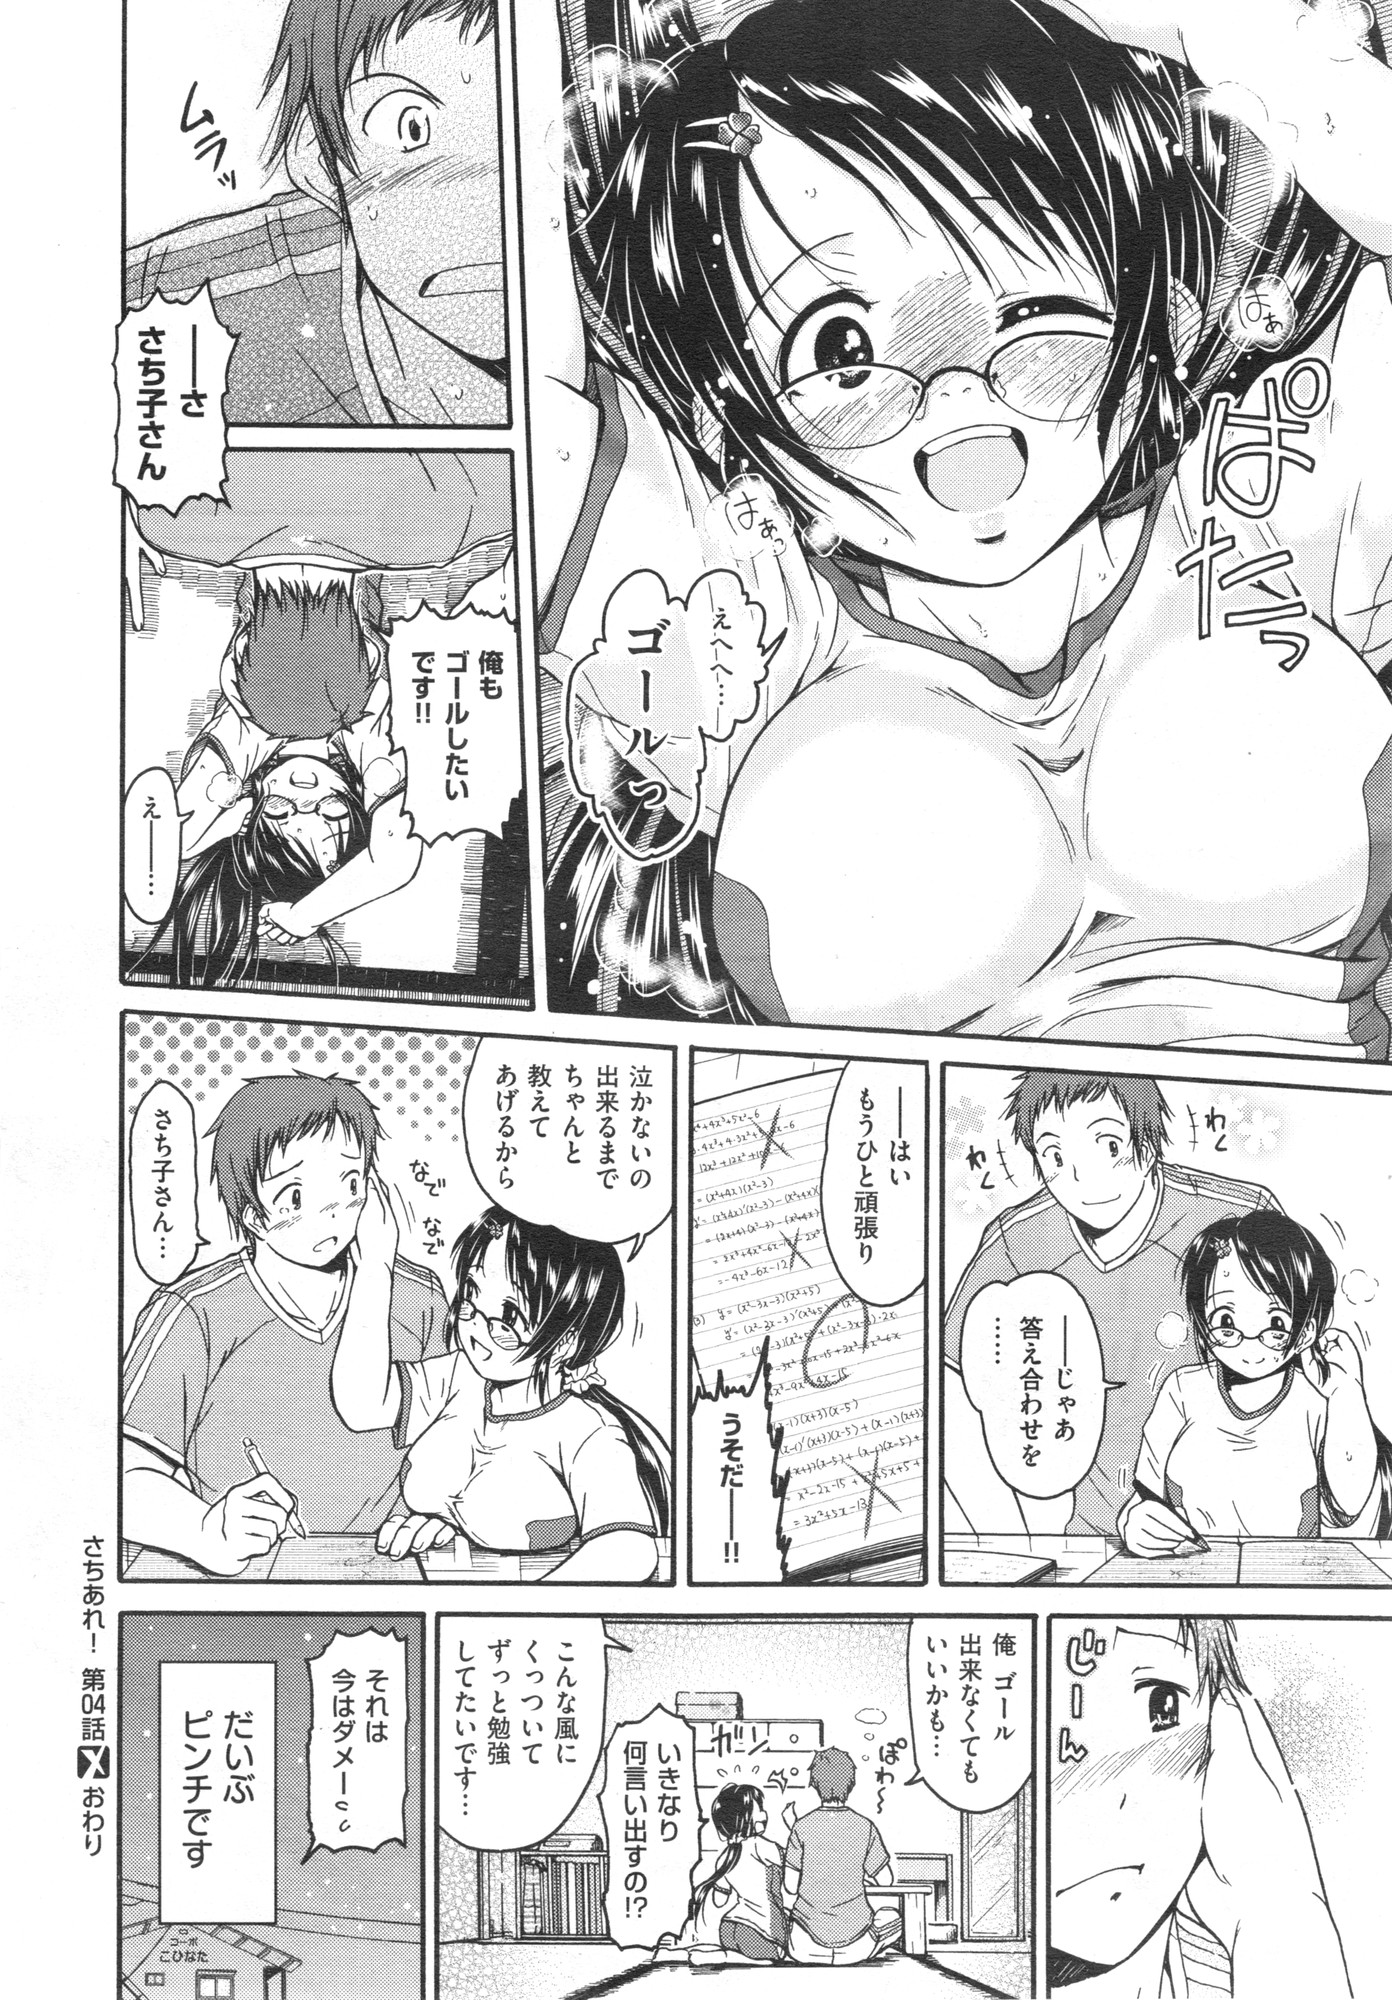 ぱたっ
はぁ
はぁっ
えへへ…
ゴールっ
ムラッ
――さ
さち子さん
俺も
ゴールしたい
です!!
え――…
わく
わく
――じゃあ
答え合わせを
……
――はい
もうひと頑張り
うそだ――!!
泣かないの
出来るまで
ちゃんと
教えて
あげるから
なで
なで
さち子さん…
じーん
俺 ゴール
出来なくても
いいかも…
ぽわ〜
ガン
いきなり
何言い出すの!?
こんな風に
くっついて
ずっと勉強
してたいです…
それは
今はダメー
だいぶ
ピンチです
コーポ
こひなた
さちあれ! 第04話 おわり